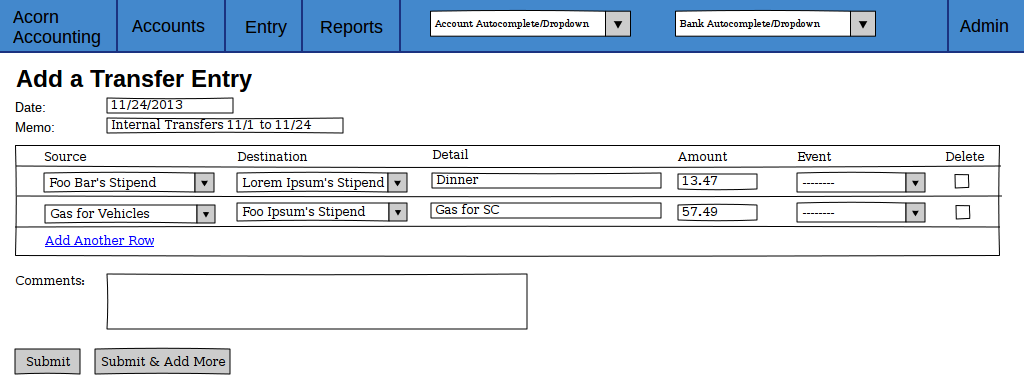 Acorn
Accounting
Accounts
Entry
Reports
Account Autocomplete/Dropdown
Bank Autocomplete/Dropdown
Admin
Add a Transfer Entry
Date: 11/24/2013
Memo: Internal Transfers 11/1 to 11/24
Source Destination Detail Amount Event Delete
Foo Bar's Stipend Lorem Ipsum's Stipend Dinner 13.47 --------
Gas for Vehicles Foo Ipsum's Stipend Gas for SC 57.49 --------
Add Another Row
Comments:
Submit Submit & Add More